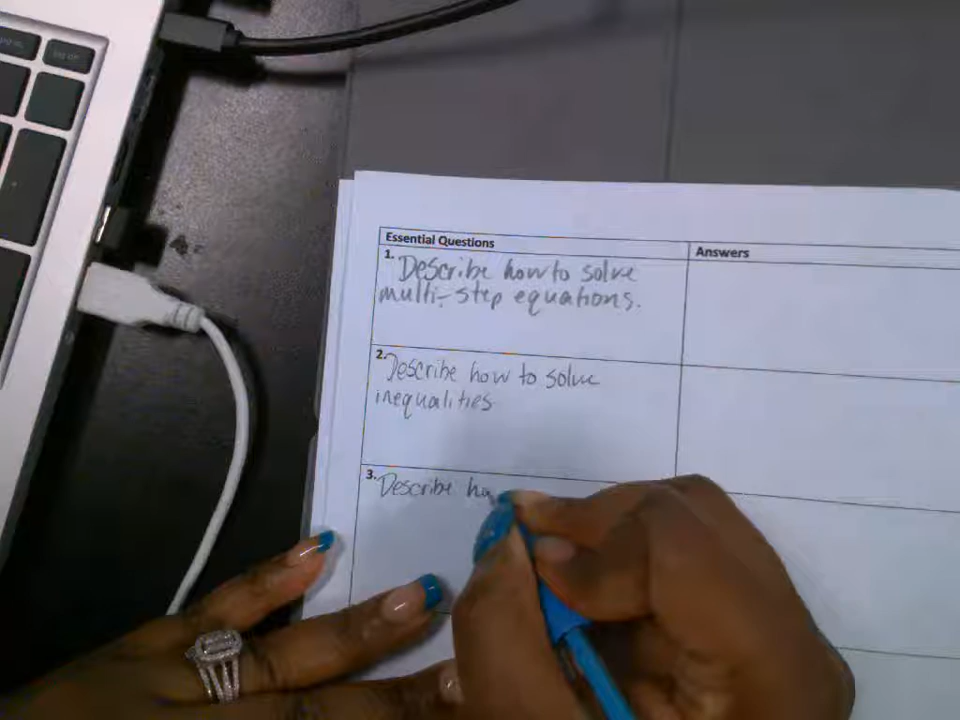 Essential Questions
Answers
1. Describe how to solve
multi-step equations.
2. Describe how to solve
inequalities
3. Describe ho